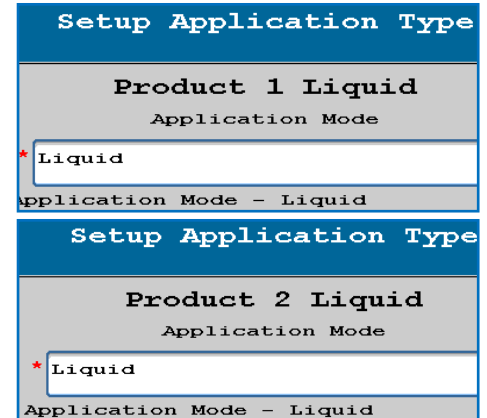 Setup Application Type
Product 1 Liquid
Application Mode
* Liquid
Application Mode - Liquid
Setup Application Type
Product 2 Liquid
Application Mode
* Liquid
Application Mode - Liquid